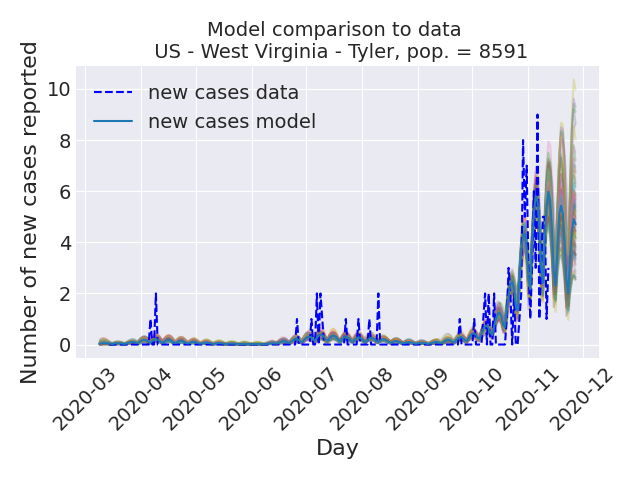 Model comparison to data
US - West Virginia - Tyler, pop. = 8591
Number of new cases reported
10
8
6
4
2
0
new cases data
new cases model
2020-03
2020-04
2020-05
2020-06
2020-07
2020-08
2020-09
2020-10
2020-11
2020-12
Day